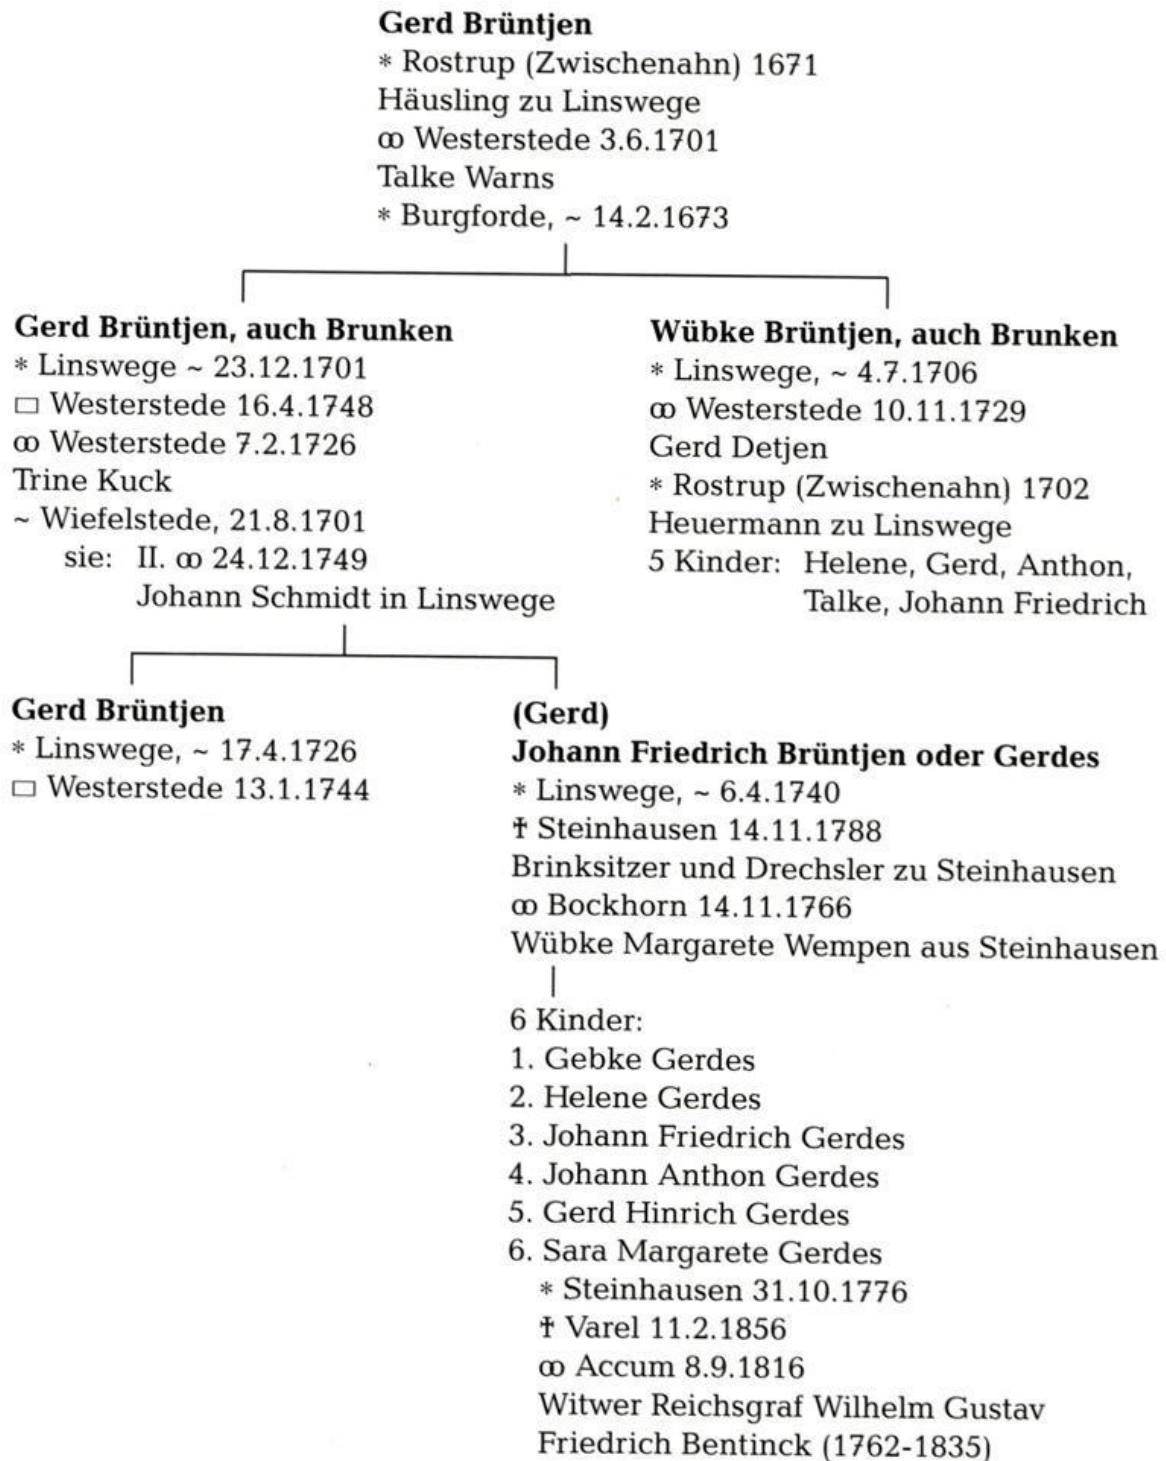 Gerd Brüntjen
* Rostrup (Zwischenahn) 1671
Häusling zu Linswege
ꝏ Westerstede 3.6.1701
Talke Warns
* Burgforde, ~ 14.2.1673
Gerd Brüntjen, auch Brunken
* Linswege ~ 23.12.1701
▭ Westerstede 16.4.1748
ꝏ Westerstede 7.2.1726
Trine Kuck
~ Wiefelstede, 21.8.1701
sie: II. ꝏ 24.12.1749
Johann Schmidt in Linswege
Wübke Brüntjen, auch Brunken
* Linswege, ~ 4.7.1706
ꝏ Westerstede 10.11.1729
Gerd Detjen
* Rostrup (Zwischenahn) 1702
Heuermann zu Linswege
5 Kinder: Helene, Gerd, Anthon,
Talke, Johann Friedrich
Gerd Brüntjen
* Linswege, ~ 17.4.1726
▭ Westerstede 13.1.1744
(Gerd)
Johann Friedrich Brüntjen oder Gerdes
* Linswege, ~ 6.4.1740
✝ Steinhausen 14.11.1788
Brinksitzer und Drechsler zu Steinhausen
ꝏ Bockhorn 14.11.1766
Wübke Margarete Wempen aus Steinhausen
6 Kinder:
1. Gebke Gerdes
2. Helene Gerdes
3. Johann Friedrich Gerdes
4. Johann Anthon Gerdes
5. Gerd Hinrich Gerdes
6. Sara Margarete Gerdes
* Steinhausen 31.10.1776
✝ Varel 11.2.1856
ꝏ Accum 8.9.1816
Witwer Reichsgraf Wilhelm Gustav
Friedrich Bentinck (1762-1835)